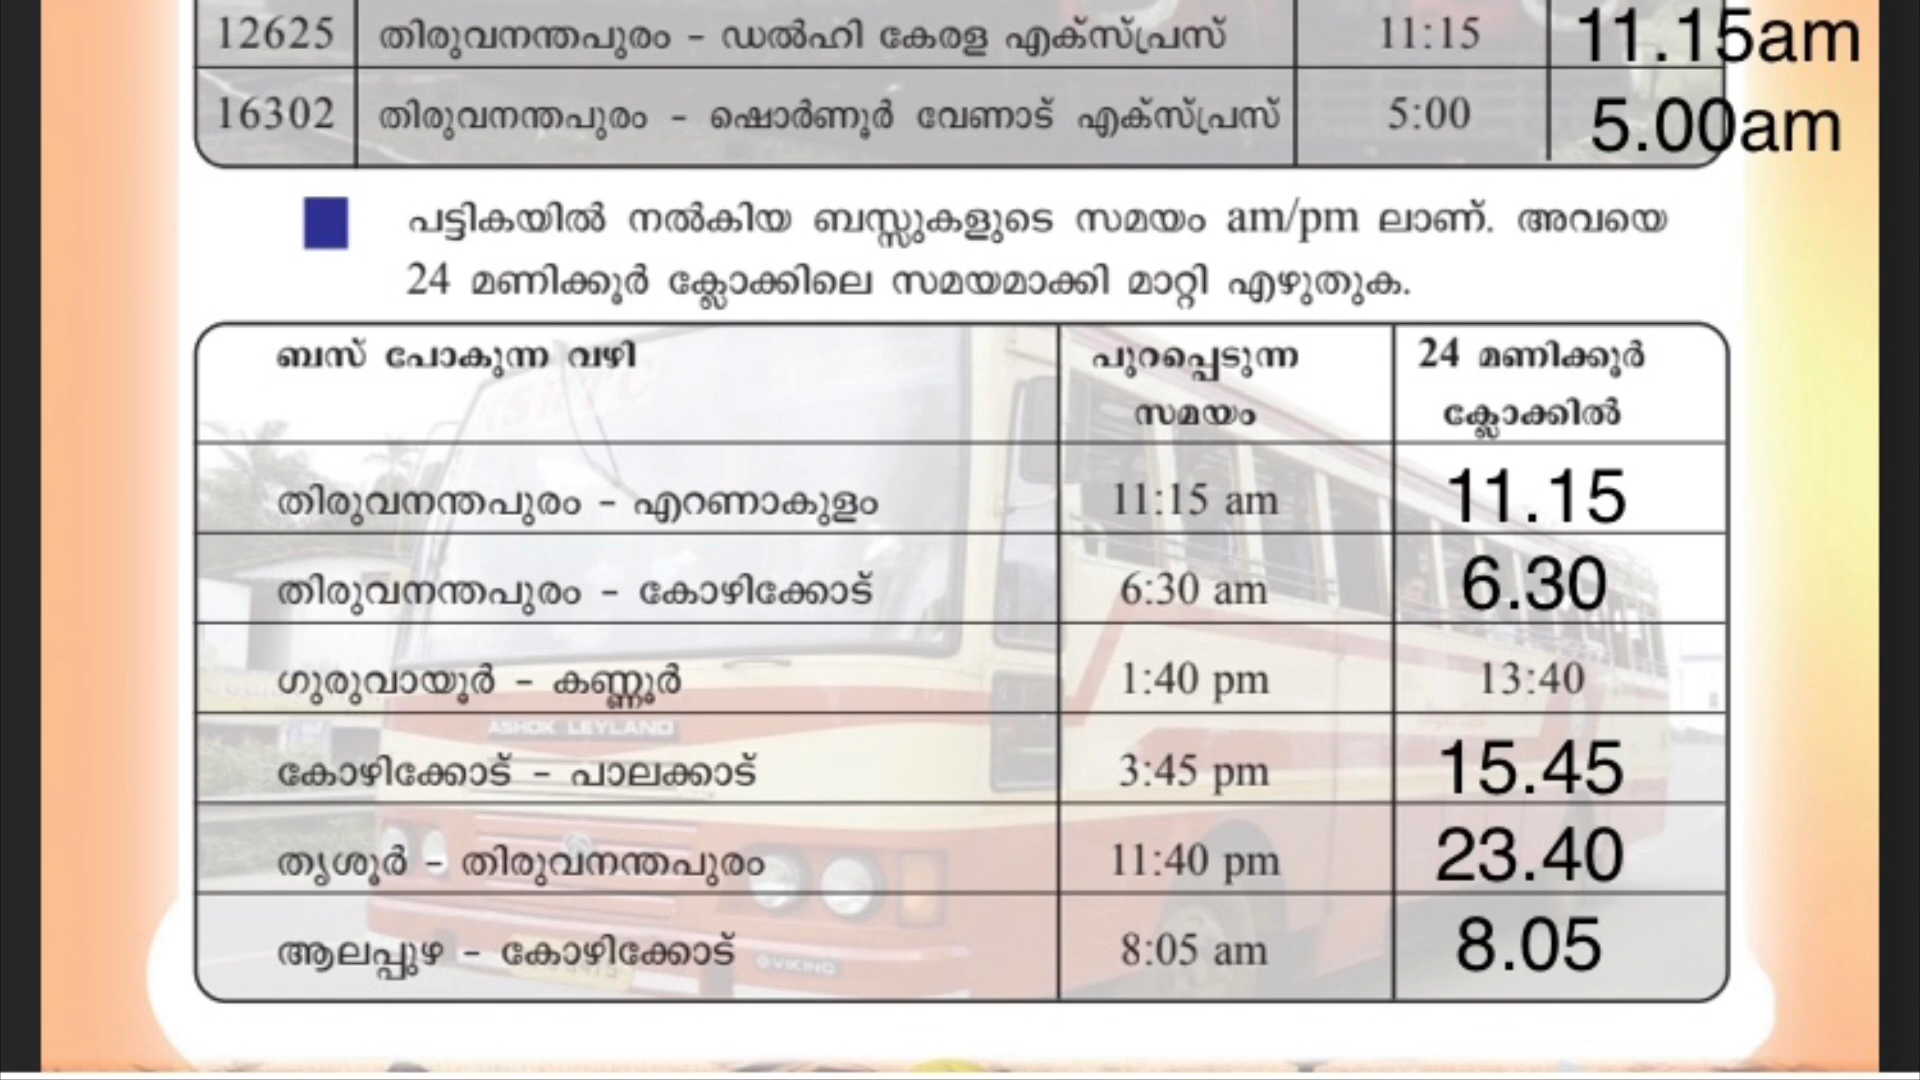 12625 തിരുവനന്തപുരം - ഡൽഹി കേരള എക്സ്പ്രസ് 11:15 11.15am
16302 തിരുവനന്തപുരം - ഷൊർണൂർ വേണാട് എക്സ്പ്രസ് 5:00 5.00am
പട്ടികയിൽ നൽകിയ ബസ്സുകളുടെ സമയം am/pm ലാണ്. അവയെ
24 മണിക്കൂർ ക്ലോക്കിലെ സമയമാക്കി മാറ്റി എഴുതുക.
ബസ് പോകുന്ന വഴി പുറപ്പെടുന്ന 24 മണിക്കൂർ
സമയം ക്ലോക്കിൽ
തിരുവനന്തപുരം - എറണാകുളം 11:15 am 11.15
തിരുവനന്തപുരം - കോഴിക്കോട് 6:30 am 6.30
ഗുരുവായൂർ - കണ്ണൂർ 1:40 pm 13:40
ASHOK LEYLAND
കോഴിക്കോട് - പാലക്കാട് 3:45 pm 15.45
തൃശൂർ - തിരുവനന്തപുരം 11:40 pm 23.40
ആലപ്പുഴ - കോഴിക്കോട് 8:05 am 8.05
VIKING